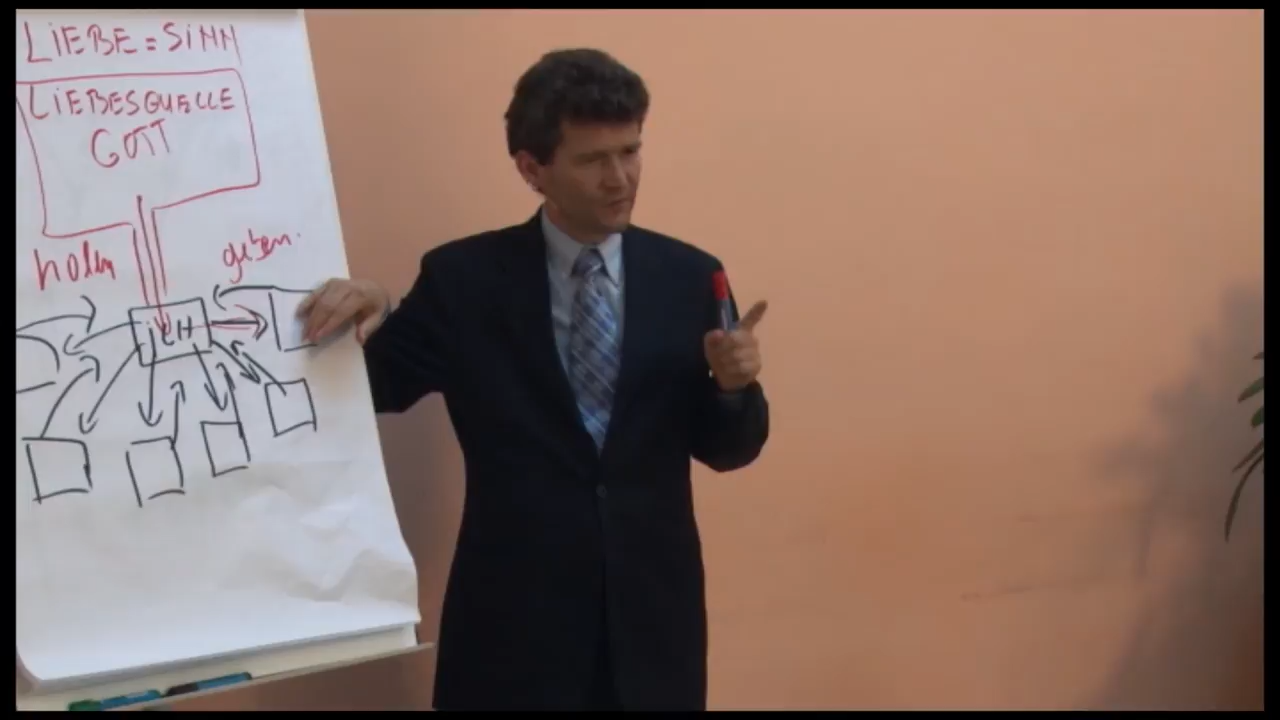 LIEBE = SINN
LIEBESQUELLE
GOTT
holen
geben.
ICH